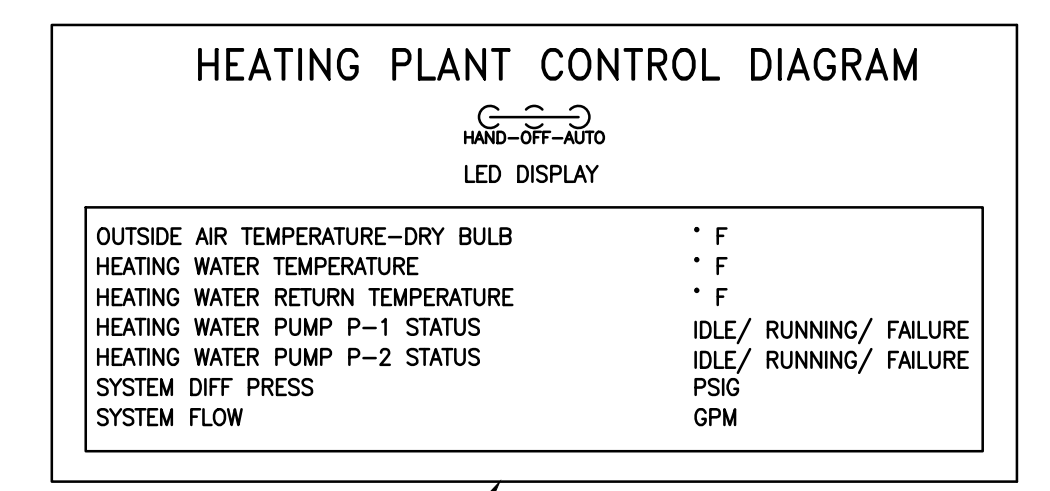 HEATING PLANT CONTROL DIAGRAM
HAND-OFF-AUTO
LED DISPLAY
OUTSIDE AIR TEMPERATURE-DRY BULB ° F
HEATING WATER TEMPERATURE ° F
HEATING WATER RETURN TEMPERATURE ° F
HEATING WATER PUMP P-1 STATUS IDLE/ RUNNING/ FAILURE
HEATING WATER PUMP P-2 STATUS IDLE/ RUNNING/ FAILURE
SYSTEM DIFF PRESS PSIG
SYSTEM FLOW GPM